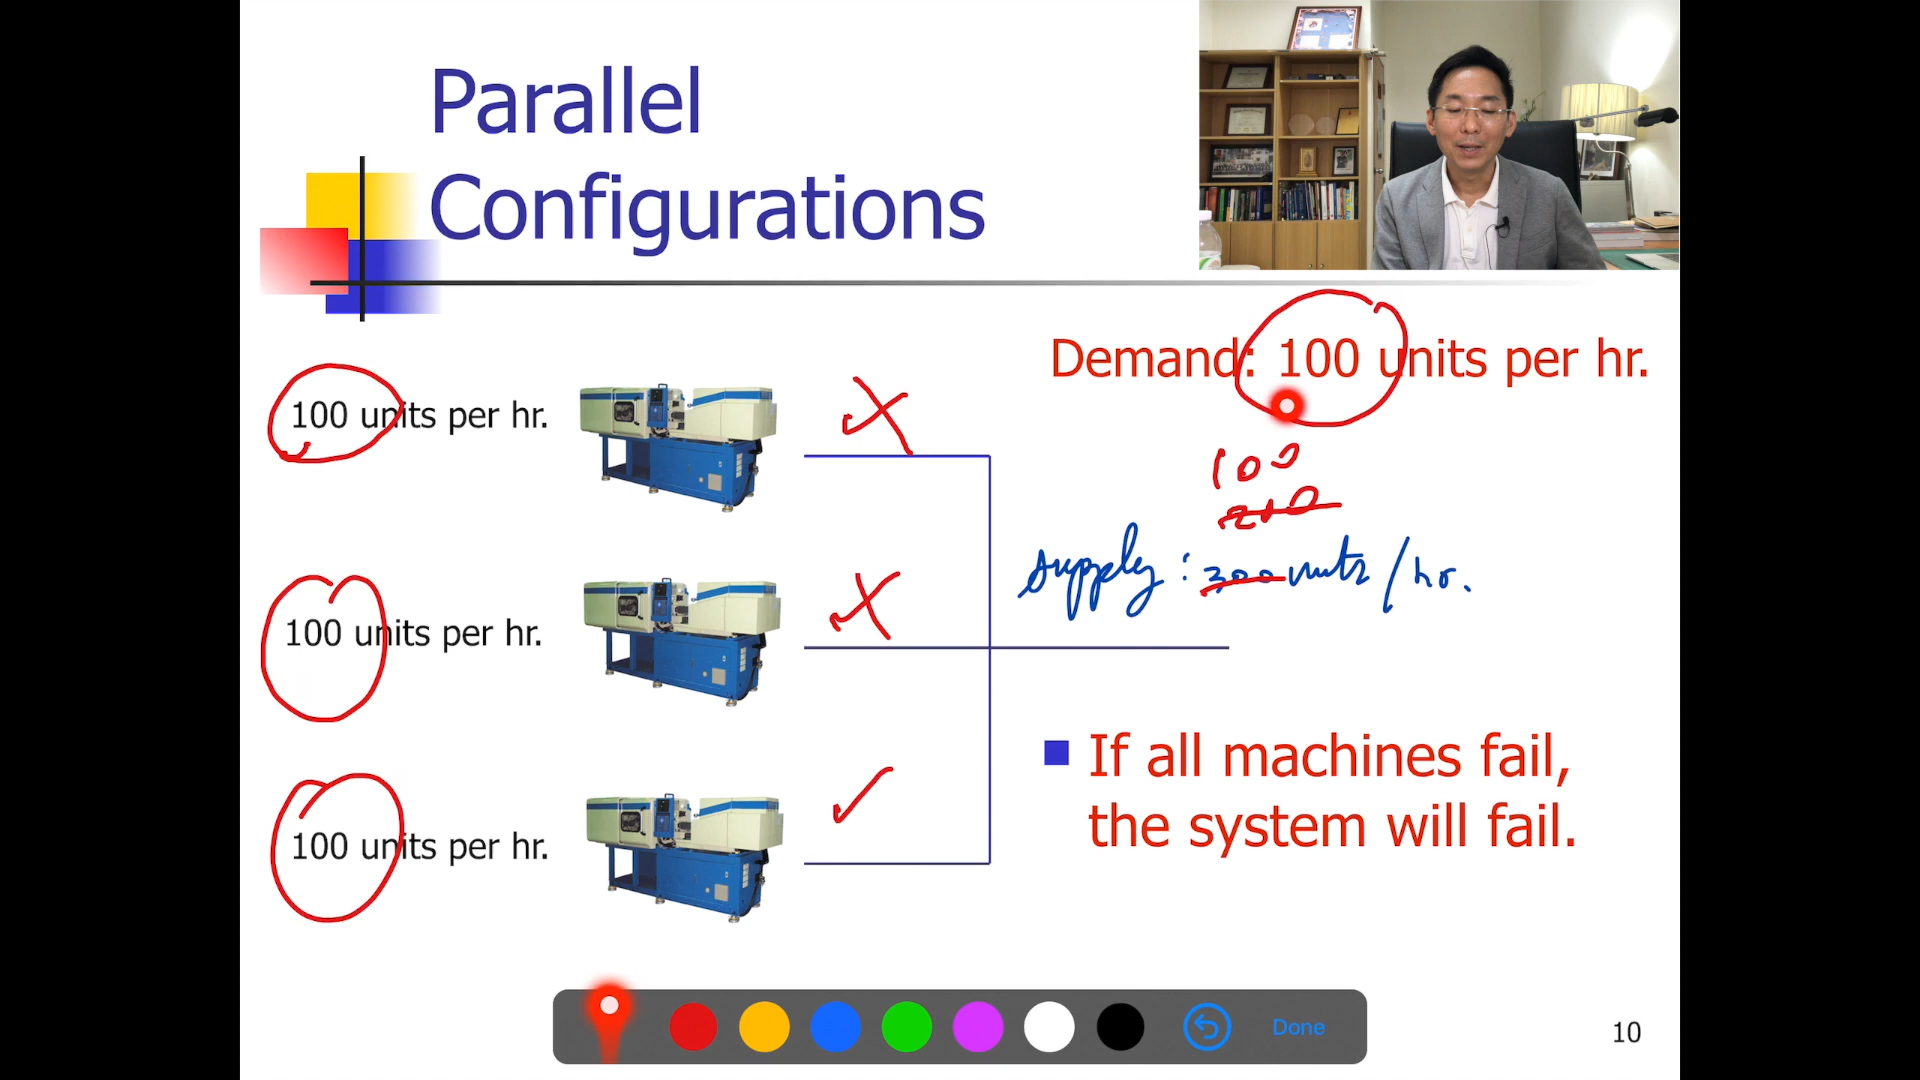 Parallel
Configurations
Demand: 100 units per hr.
100 units per hr.
100
200
supply: 300 units/hr.
100 units per hr.
If all machines fail,
the system will fail.
100 units per hr.
Done
10